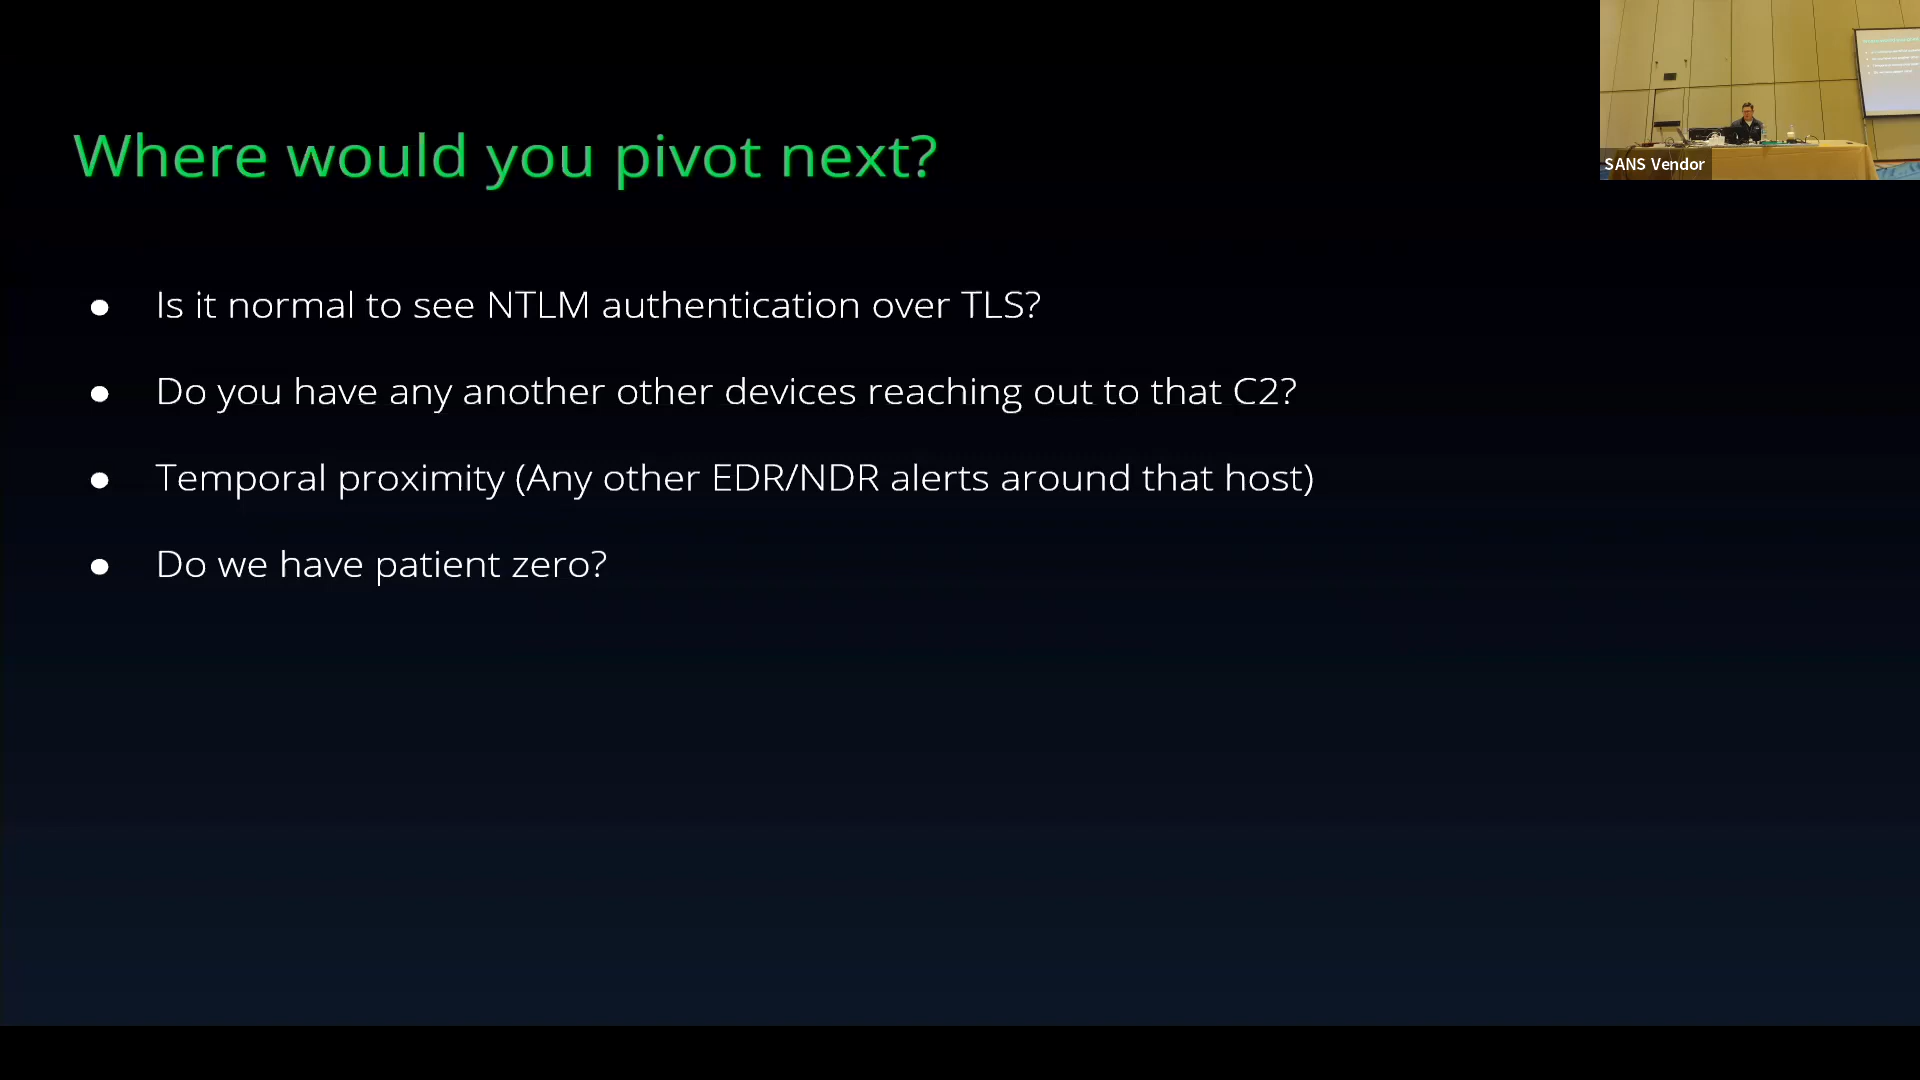 Where would you pivot next?
Is it normal to see NTLM authentication over TLS?
Do you have any another other devices reaching out to that C2?
Temporal proximity (Any other EDR/NDR alerts around that host)
Do we have patient zero?
SANS Vendor